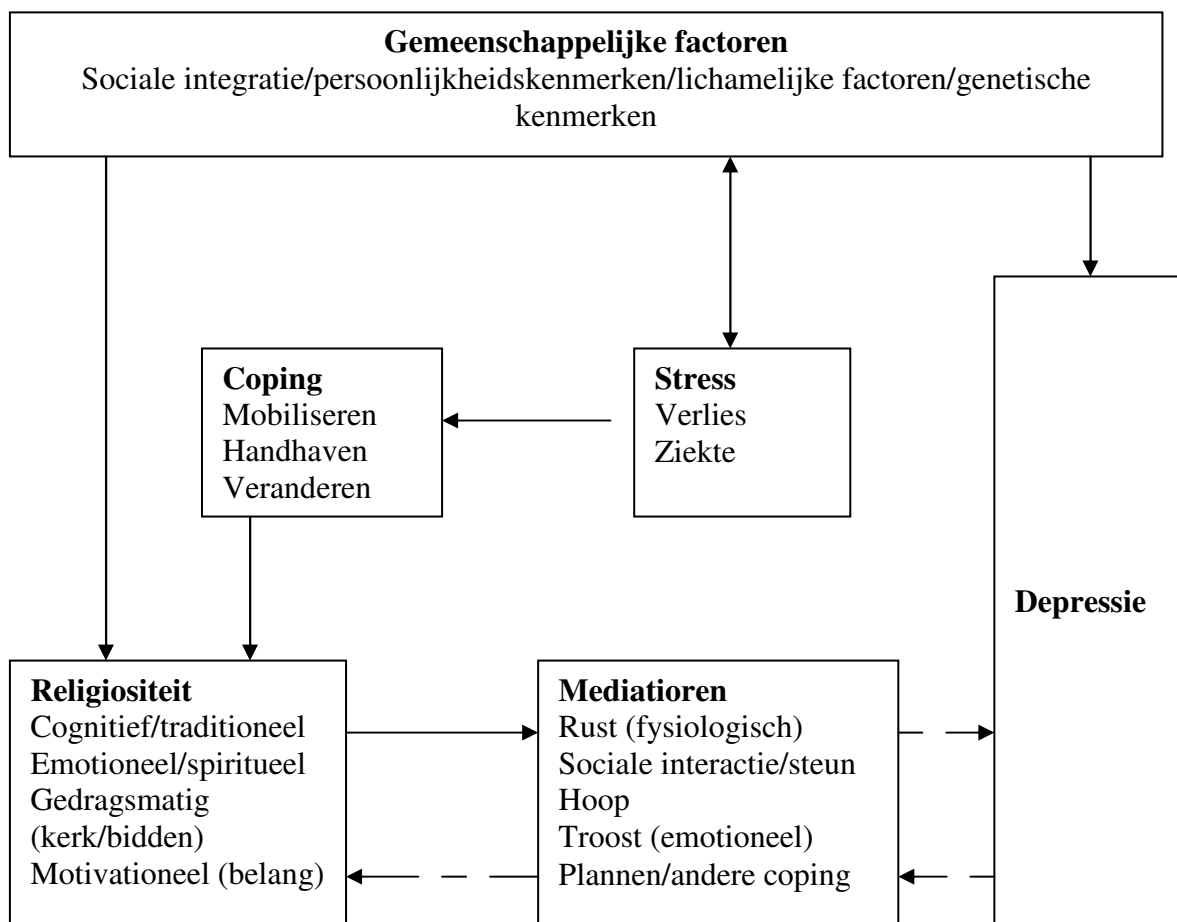 Gemeenschappelijke factoren
Sociale integratie/persoonlijkheidskenmerken/lichamelijke factoren/genetische
kenmerken
Coping
Mobiliseren
Handhaven
Veranderen
Stress
Verlies
Ziekte
Depressie
Religiositeit
Cognitief/traditioneel
Emotioneel/spiritueel
Gedragsmatig
(kerk/bidden)
Motivationeel (belang)
Mediatioren
Rust (fysiologisch)
Sociale interactie/steun
Hoop
Troost (emotioneel)
Plannen/andere coping